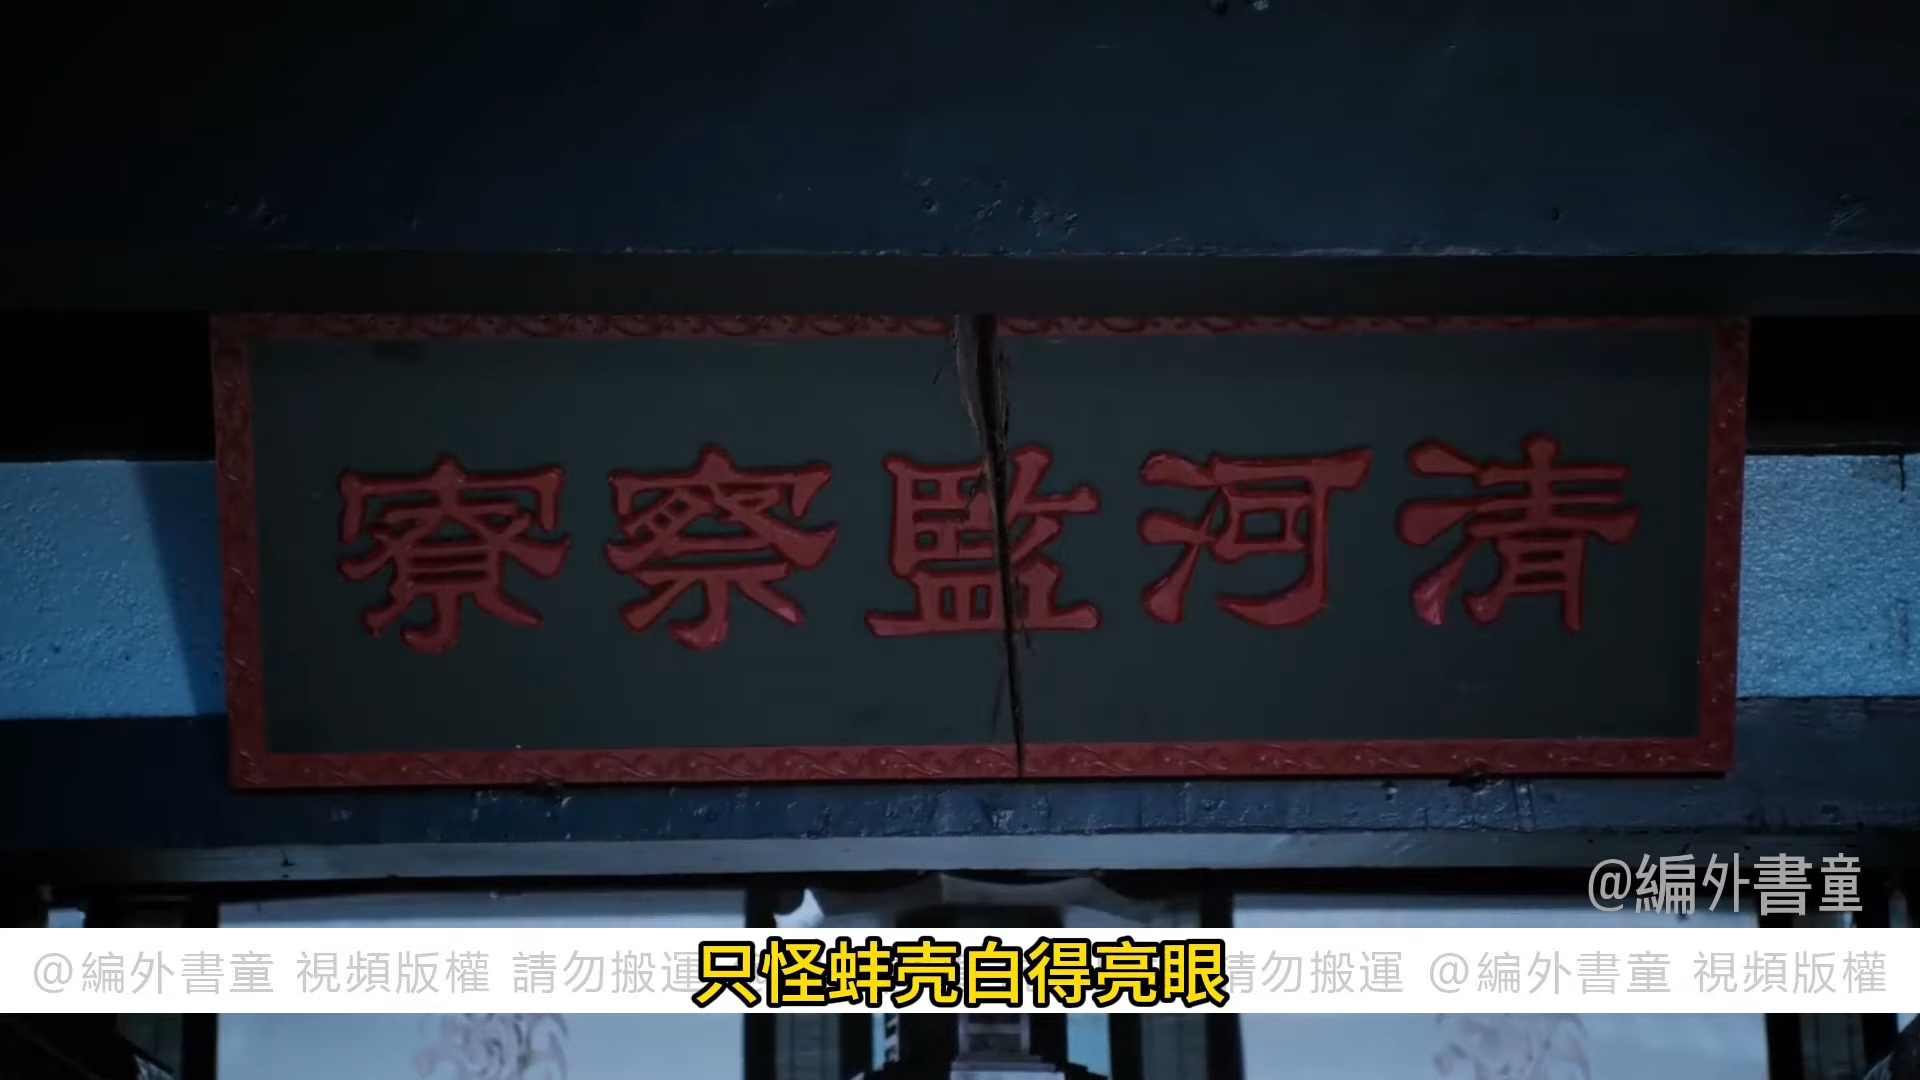 寮察監河清
@編外書童
@編外書童 視頻版權 請勿搬運
只怪蚌壳白得亮眼
請勿搬運 @編外書童 視頻版權